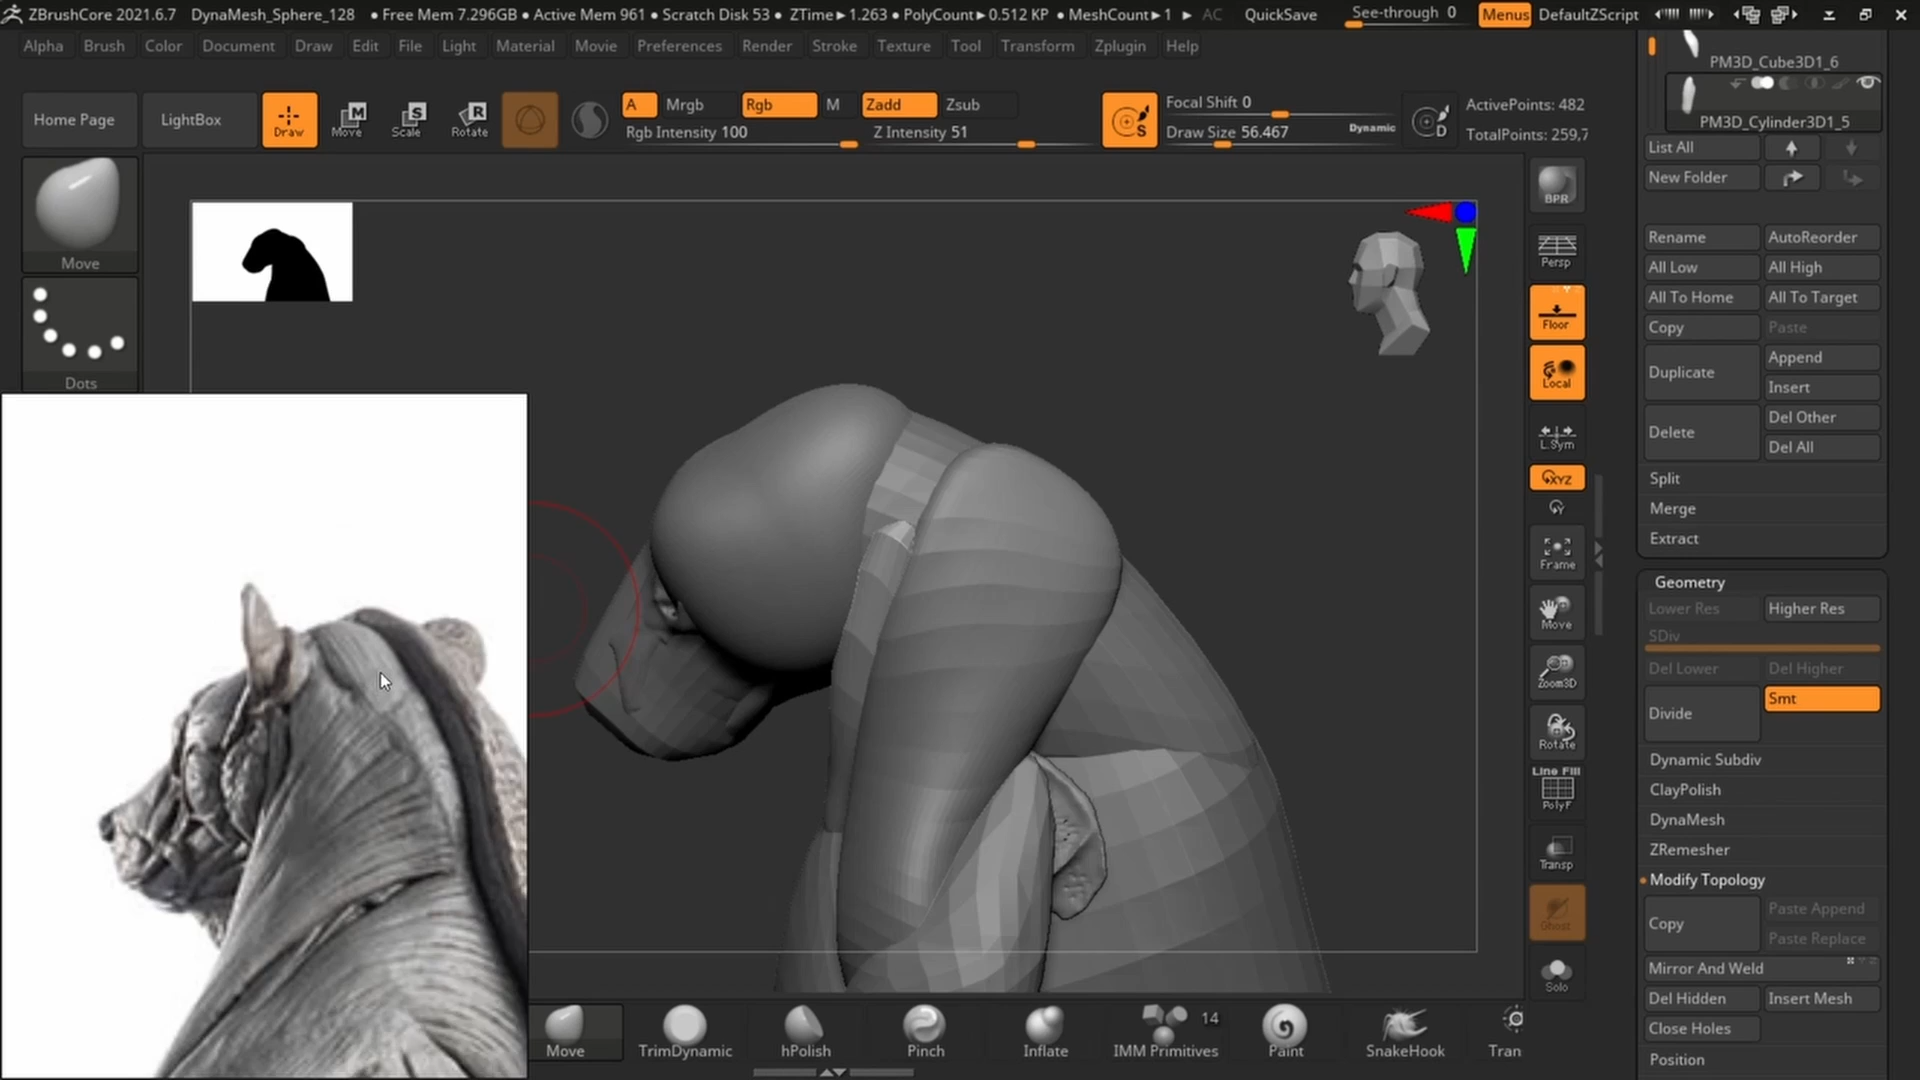 ZBrushCore 2021.6.7 DynaMesh_Sphere_128 • Free Mem 7.296GB • Active Mem 961 • Scratch Disk 53 • ZTime▶1.263 • PolyCount▶0.512 KP • MeshCount▶1 AC QuickSave See-through 0 Menus DefaultZScript
Alpha Brush Color Document Draw Edit File Light Material Movie Preferences Render Stroke Texture Tool Transform Zplugin Help
PM3D_Cube3D1_6
Home Page LightBox Draw Move Scale Rotate A Mrgb Rgb M Zadd Zsub Focal Shift 0 ActivePoints: 482
Rgb Intensity 100 Z Intensity 51 Draw Size 56.467 Dynamic TotalPoints: 259,7
S
D
PM3D_Cylinder3D1_5
List All
New Folder
Move
Dots
BPR
Persp
Floor
Local
L.Sym
XYZ
Frame
Move
Zoom3D
Rotate
Line Fill
PolyF
Transp
Ghost
Solo
Rename AutoReorder
All Low All High
All To Home All To Target
Copy Paste
Duplicate Append
Insert
Delete Del Other
Del All
Split
Merge
Extract
Geometry
Lower Res Higher Res
SDiv
Del Lower Del Higher
Divide Smt
Dynamic Subdiv
ClayPolish
DynaMesh
ZRemesher
Modify Topology
Copy Paste Append
Paste Replace
Mirror And Weld
Del Hidden Insert Mesh
Close Holes
Position
14
Move TrimDynamic hPolish Pinch Inflate IMM Primitives Paint SnakeHook Tran